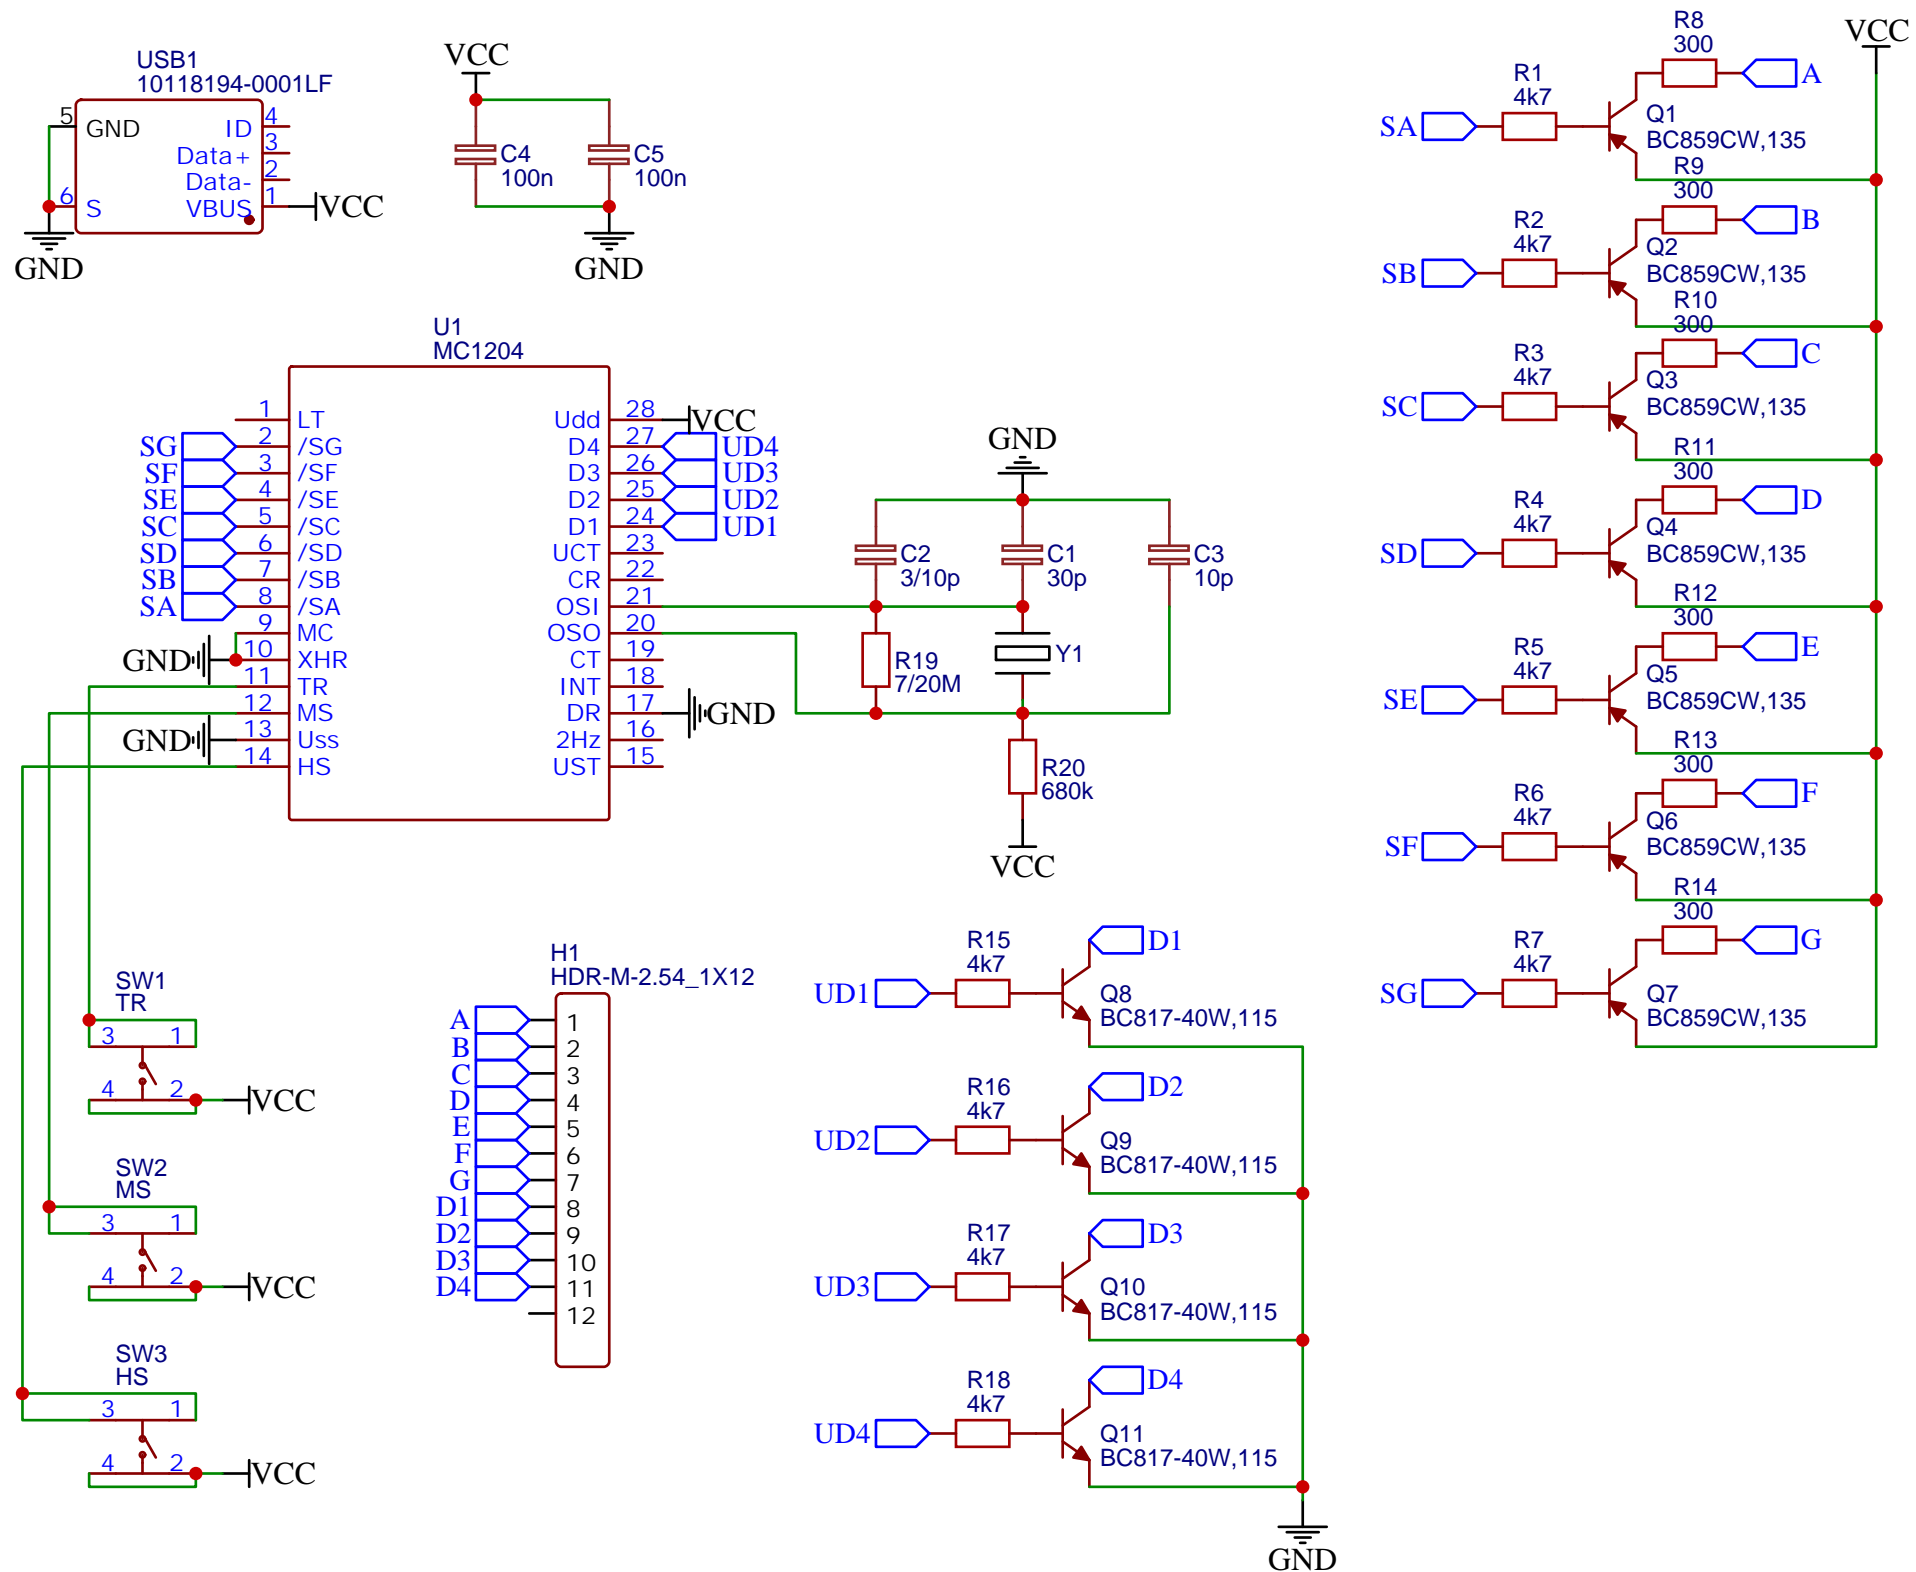 USB1
10118194-0001LF
5
GND
ID
4
Data+
3
Data-
2
6
S
VBUS
1
VCC
GND
VCC
C4
100n
C5
100n
GND
U1
MC1204
1
LT
SG
2
/SG
SF
3
/SF
SE
4
/SE
SC
5
/SC
SD
6
/SD
SB
7
/SB
SA
8
/SA
9
MC
GND
10
XHR
11
TR
12
MS
GND
13
Uss
14
HS
Udd
28
VCC
D4
27
UD4
D3
26
UD3
D2
25
UD2
D1
24
UD1
UCT
23
CR
22
OSI
21
OSO
20
CT
19
INT
18
DR
17
GND
2Hz
16
UST
15
GND
C2
3/10p
C1
30p
C3
10p
R19
7/20M
Y1
R20
680k
VCC
SW1
TR
3
1
4
2
VCC
SW2
MS
3
1
4
2
VCC
SW3
HS
3
1
4
2
VCC
H1
HDR-M-2.54_1X12
A
1
B
2
C
3
D
4
E
5
F
6
G
7
D1
8
D2
9
D3
10
D4
11
12
UD1
R15
4k7
D1
Q8
BC817-40W,115
UD2
R16
4k7
D2
Q9
BC817-40W,115
UD3
R17
4k7
D3
Q10
BC817-40W,115
UD4
R18
4k7
D4
Q11
BC817-40W,115
GND
VCC
SA
R1
4k7
R8
300
A
Q1
BC859CW,135
SB
R2
4k7
R9
300
B
Q2
BC859CW,135
SC
R3
4k7
R10
300
C
Q3
BC859CW,135
SD
R4
4k7
R11
300
D
Q4
BC859CW,135
SE
R5
4k7
R12
300
E
Q5
BC859CW,135
SF
R6
4k7
R13
300
F
Q6
BC859CW,135
SG
R7
4k7
R14
300
G
Q7
BC859CW,135